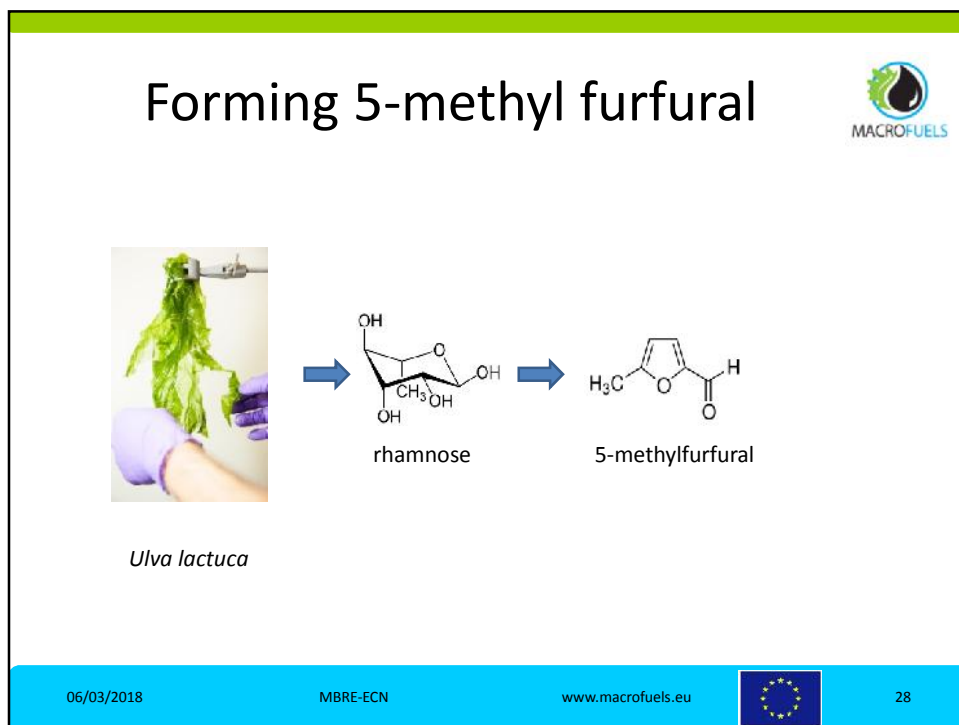 Forming 5-methyl furfural
MACROFUELS
OH
O
OH
CH3
OH
OH
H3C
O
H
O
rhamnose
5-methylfurfural
Ulva lactuca
06/03/2018
MBRE-ECN
www.macrofuels.eu
28